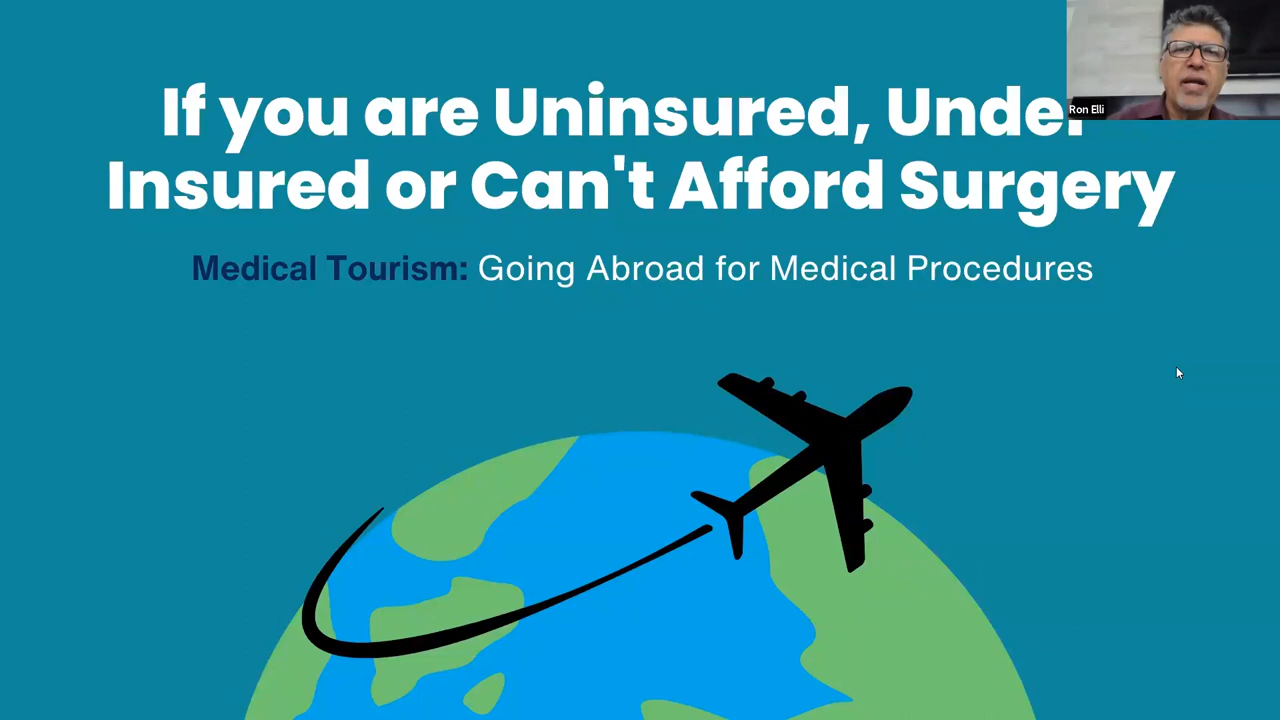 If you are Uninsured, Under
Insured or Can't Afford Surgery
Medical Tourism: Going Abroad for Medical Procedures
Ron Elli